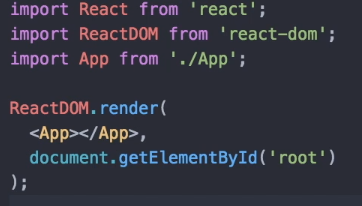 import React from 'react';
import ReactDOM from 'react-dom';
import App from './App';
ReactDOM.render(
<App></App>,
document.getElementById('root')
);